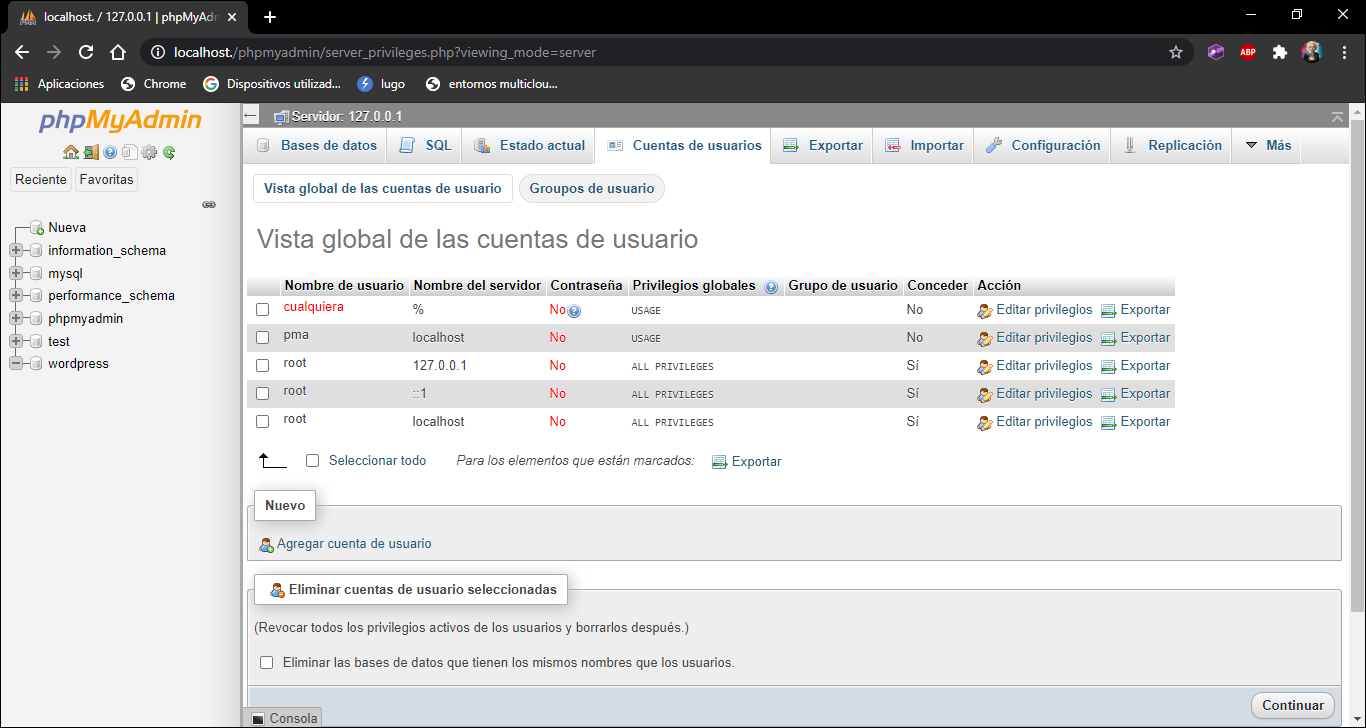 localhost. / 127.0.0.1 | phpMyAdm
localhost./phpmyadmin/server_privileges.php?viewing_mode=server
ABP
Aplicaciones Chrome Dispositivos utilizad... lugo entornos multiclou...
phpMyAdmin
Reciente Favoritas
Nueva
information_schema
mysql
performance_schema
phpmyadmin
test
wordpress
Servidor: 127.0.0.1
Bases de datos SQL Estado actual Cuentas de usuarios Exportar Importar Configuración Replicación Más
Vista global de las cuentas de usuario Groupos de usuario
Vista global de las cuentas de usuario
Nombre de usuario Nombre del servidor Contraseña Privilegios globales Grupo de usuario Conceder Acción
cualquiera % No USAGE No Editar privilegios Exportar
pma localhost No USAGE No Editar privilegios Exportar
root 127.0.0.1 No ALL PRIVILEGES Sí Editar privilegios Exportar
root ::1 No ALL PRIVILEGES Sí Editar privilegios Exportar
root localhost No ALL PRIVILEGES Sí Editar privilegios Exportar
Seleccionar todo Para los elementos que están marcados: Exportar
Nuevo
Agregar cuenta de usuario
Eliminar cuentas de usuario seleccionadas
(Revocar todos los privilegios activos de los usuarios y borrarlos después.)
Eliminar las bases de datos que tienen los mismos nombres que los usuarios.
Continuar
Consola